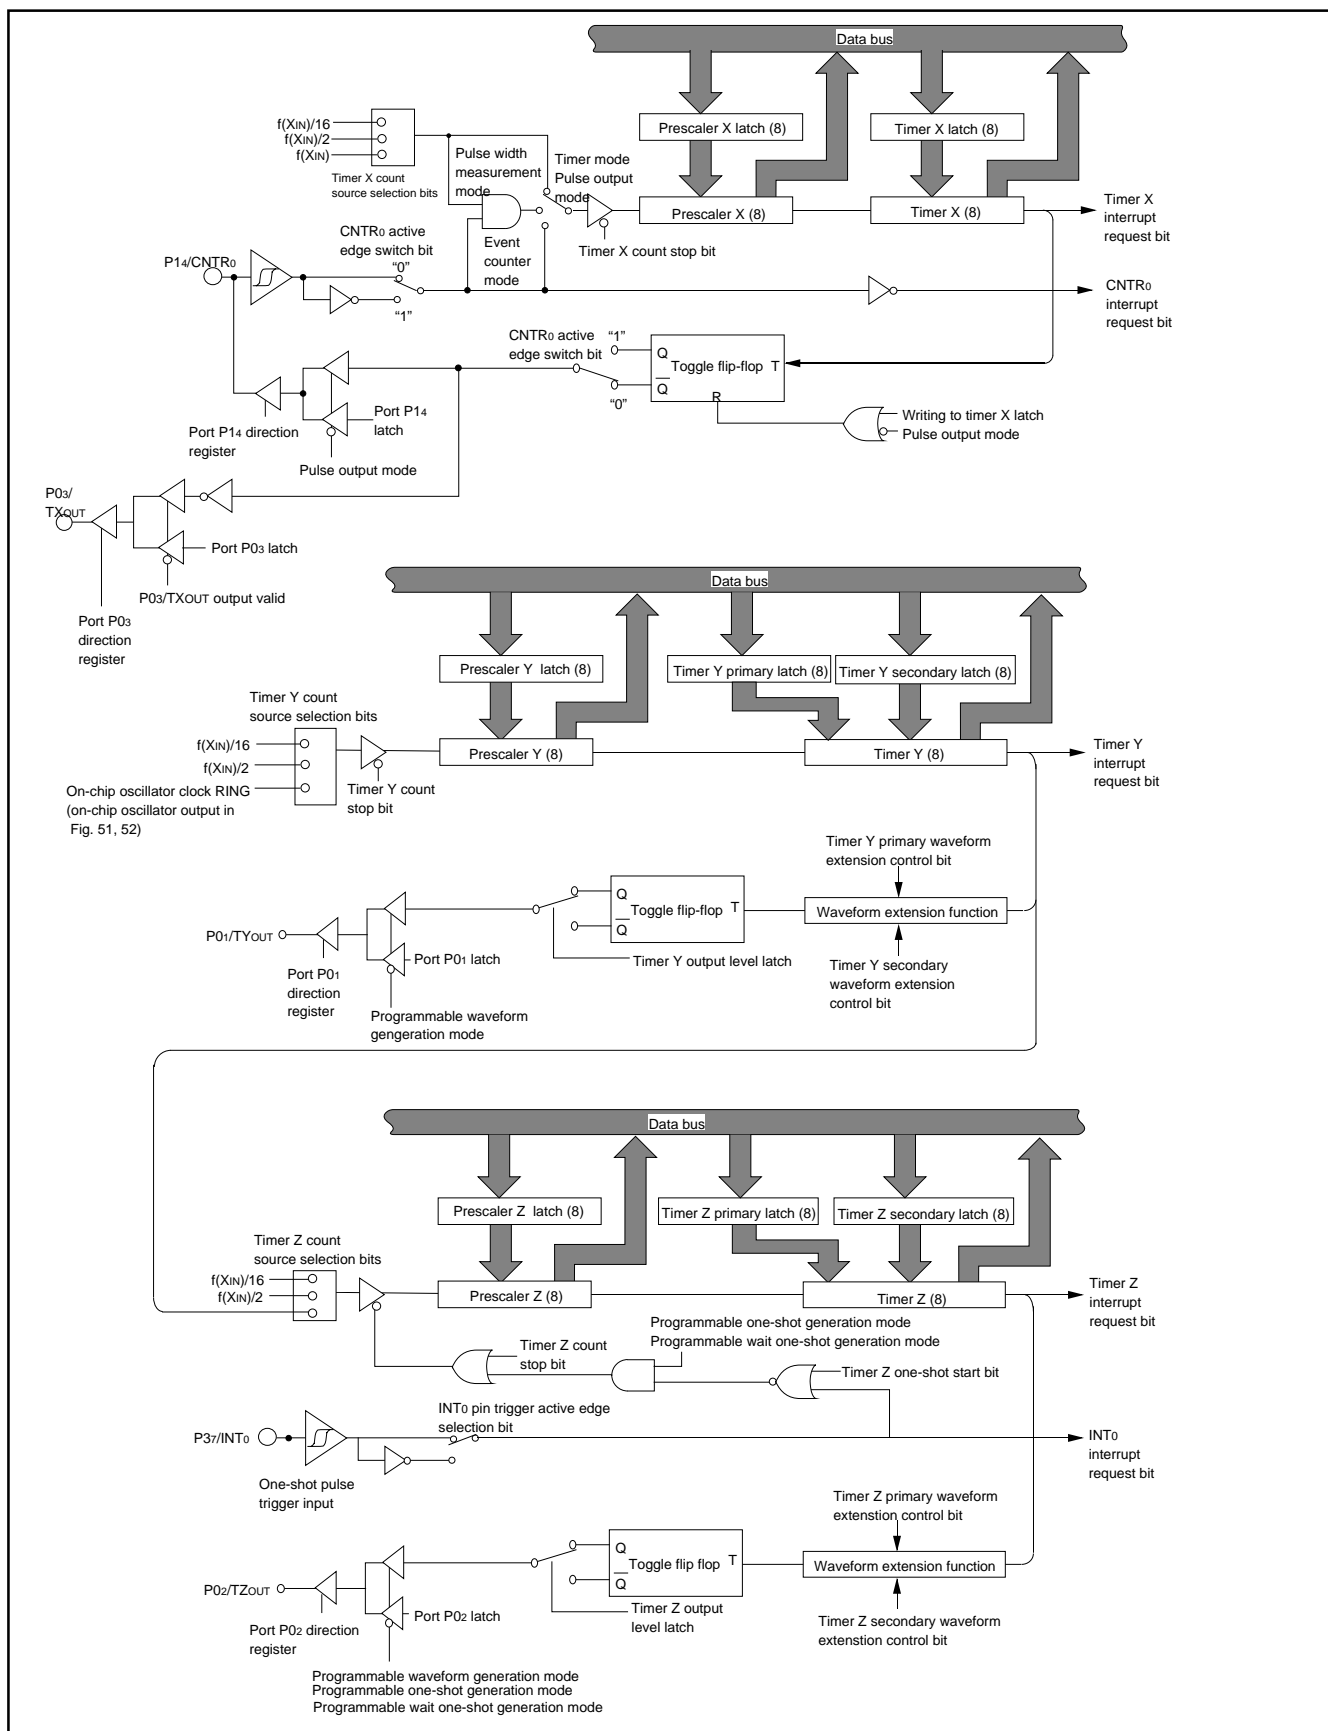 Data bus
Prescaler X latch (8)
Timer X latch (8)
f(XIN)/16
f(XIN)/2
f(XIN)
Timer X count
source selection bits
Pulse width
measurement
mode
Timer mode
Pulse output
mode
Prescaler X (8)
Timer X (8)
Timer X
interrupt
request bit
Timer X count stop bit
CNTR0 active
edge switch bit
Event
counter
mode
P14/CNTR0
“0”
“1”
CNTR0
interrupt
request bit
CNTR0 active
edge switch bit
“1”
“0”
Q
Toggle flip-flop
T
Q
R
Writing to timer X latch
Pulse output mode
Port P14
latch
Port P14 direction
register
Pulse output mode
P03/
TXOUT
Port P03 latch
P03/TXOUT output valid
Port P03
direction
register
Data bus
Prescaler Y latch (8)
Timer Y primary latch (8)
Timer Y secondary latch (8)
Timer Y count
source selection bits
f(XIN)/16
f(XIN)/2
On-chip oscillator clock RING
(on-chip oscillator output in
Fig. 51, 52)
Timer Y count
stop bit
Prescaler Y (8)
Timer Y (8)
Timer Y
interrupt
request bit
Timer Y primary waveform
extension control bit
Q
Toggle flip-flop
T
Q
Waveform extension function
P01/TYOUT
Port P01 latch
Timer Y output level latch
Port P01
direction
register
Timer Y secondary
waveform extension
control bit
Programmable waveform
gengeration mode
Data bus
Prescaler Z latch (8)
Timer Z primary latch (8)
Timer Z secondary latch (8)
Timer Z count
source selection bits
f(XIN)/16
f(XIN)/2
Prescaler Z (8)
Timer Z (8)
Timer Z
interrupt
request bit
Programmable one-shot generation mode
Programmable wait one-shot generation mode
Timer Z count
stop bit
Timer Z one-shot start bit
INT0 pin trigger active edge
selection bit
P37/INT0
INT0
interrupt
request bit
One-shot pulse
trigger input
Timer Z primary waveform
extenstion control bit
Q
Toggle flip flop
T
Q
Waveform extension function
P02/TZOUT
Port P02 latch
Timer Z output
level latch
Port P02 direction
register
Timer Z secondary waveform
extenstion control bit
Programmable waveform generation mode
Programmable one-shot generation mode
Programmable wait one-shot generation mode